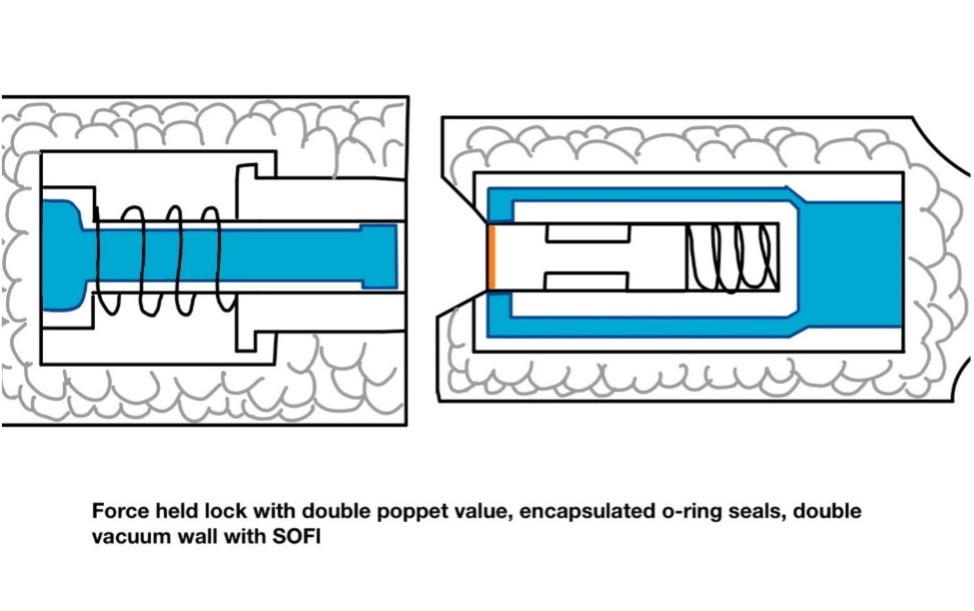 Force held lock with double poppet value, encapsulated o-ring seals, double
vacuum wall with SOFI